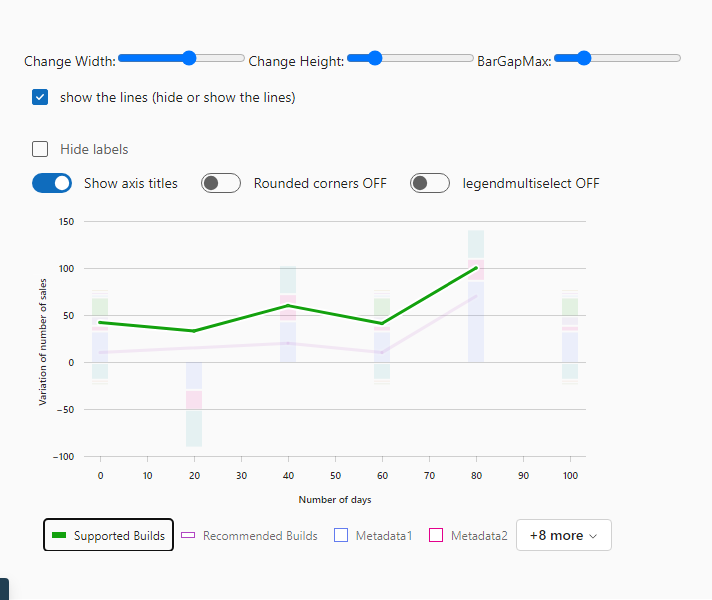 Change Width: Change Height: BarGapMax:
show the lines (hide or show the lines)
Hide labels
Show axis titles Rounded corners OFF legendmultiselect OFF
150
100
50
0
−50
−100
Variation of number of sales
0 10 20 30 40 50 60 70 80 90 100
Number of days
Supported Builds Recommended Builds Metadata1 Metadata2 +8 more